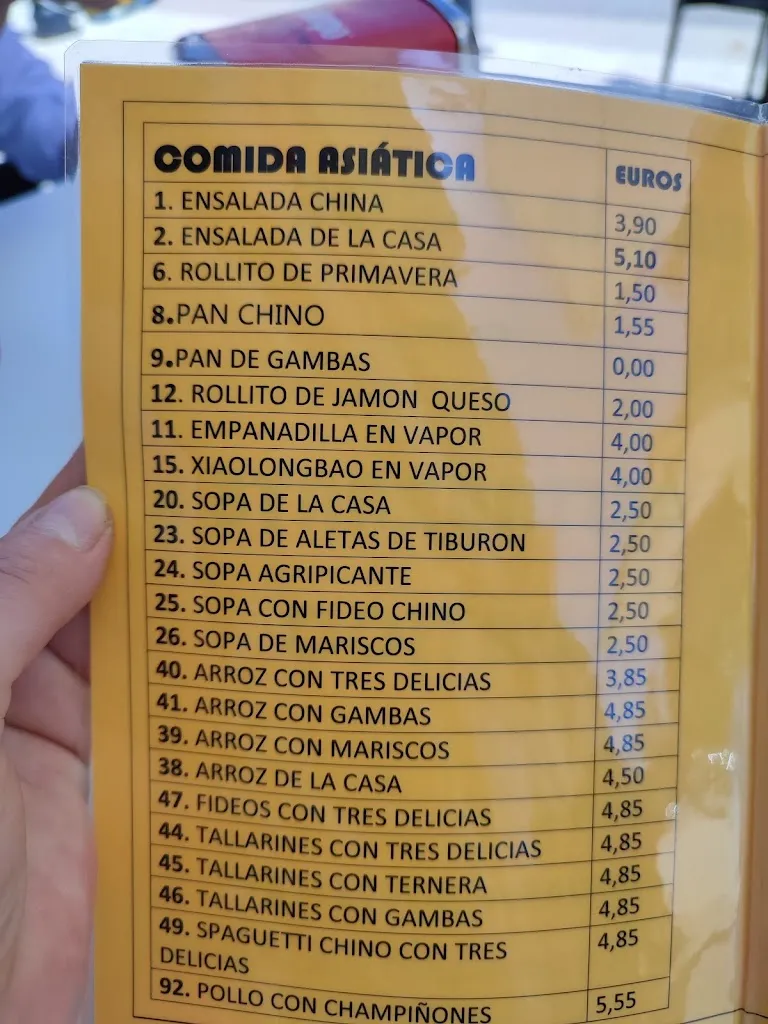 COMIDA ASIÁTICA EUROS
1. ENSALADA CHINA 3,90
2. ENSALADA DE LA CASA 5,10
6. ROLLITO DE PRIMAVERA 1,50
8.PAN CHINO 1,55
9.PAN DE GAMBAS 0,00
12. ROLLITO DE JAMON QUESO 2,00
11. EMPANADILLA EN VAPOR 4,00
15. XIAOLONGBAO EN VAPOR 4,00
20. SOPA DE LA CASA 2,50
23. SOPA DE ALETAS DE TIBURON 2,50
24. SOPA AGRIPICANTE 2,50
25. SOPA CON FIDEO CHINO 2,50
26. SOPA DE MARISCOS 2,50
40. ARROZ CON TRES DELICIAS 3,85
41. ARROZ CON GAMBAS 4,85
39. ARROZ CON MARISCOS 4,85
38. ARROZ DE LA CASA 4,50
47. FIDEOS CON TRES DELICIAS 4,85
44. TALLARINES CON TRES DELICIAS 4,85
45. TALLARINES CON TERNERA 4,85
46. TALLARINES CON GAMBAS 4,85
49. SPAGUETTI CHINO CON TRES 4,85
DELICIAS
92. POLLO CON CHAMPIÑONES 5,55